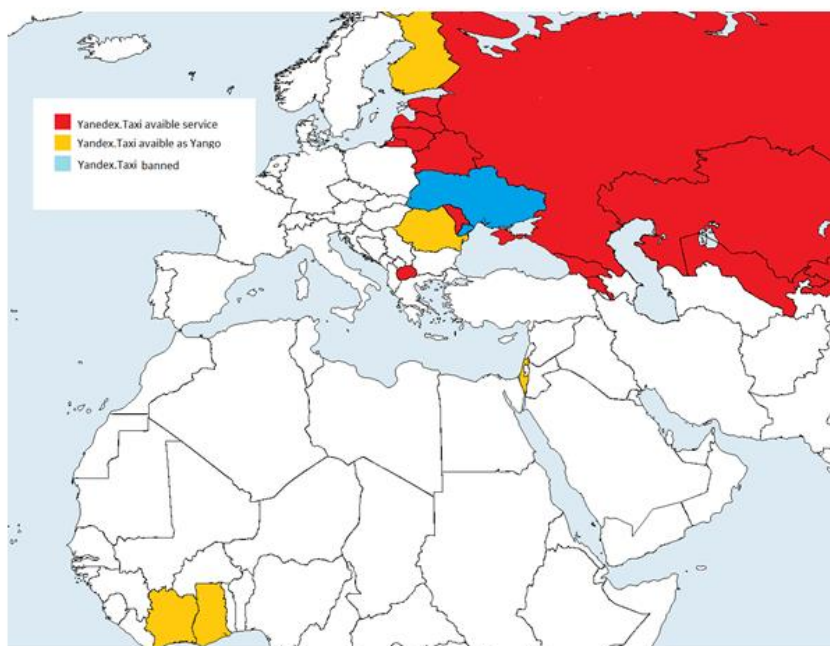 Yanedex.Taxi avaible service
Yandex.Taxi avaible as Yango
Yandex.Taxi banned